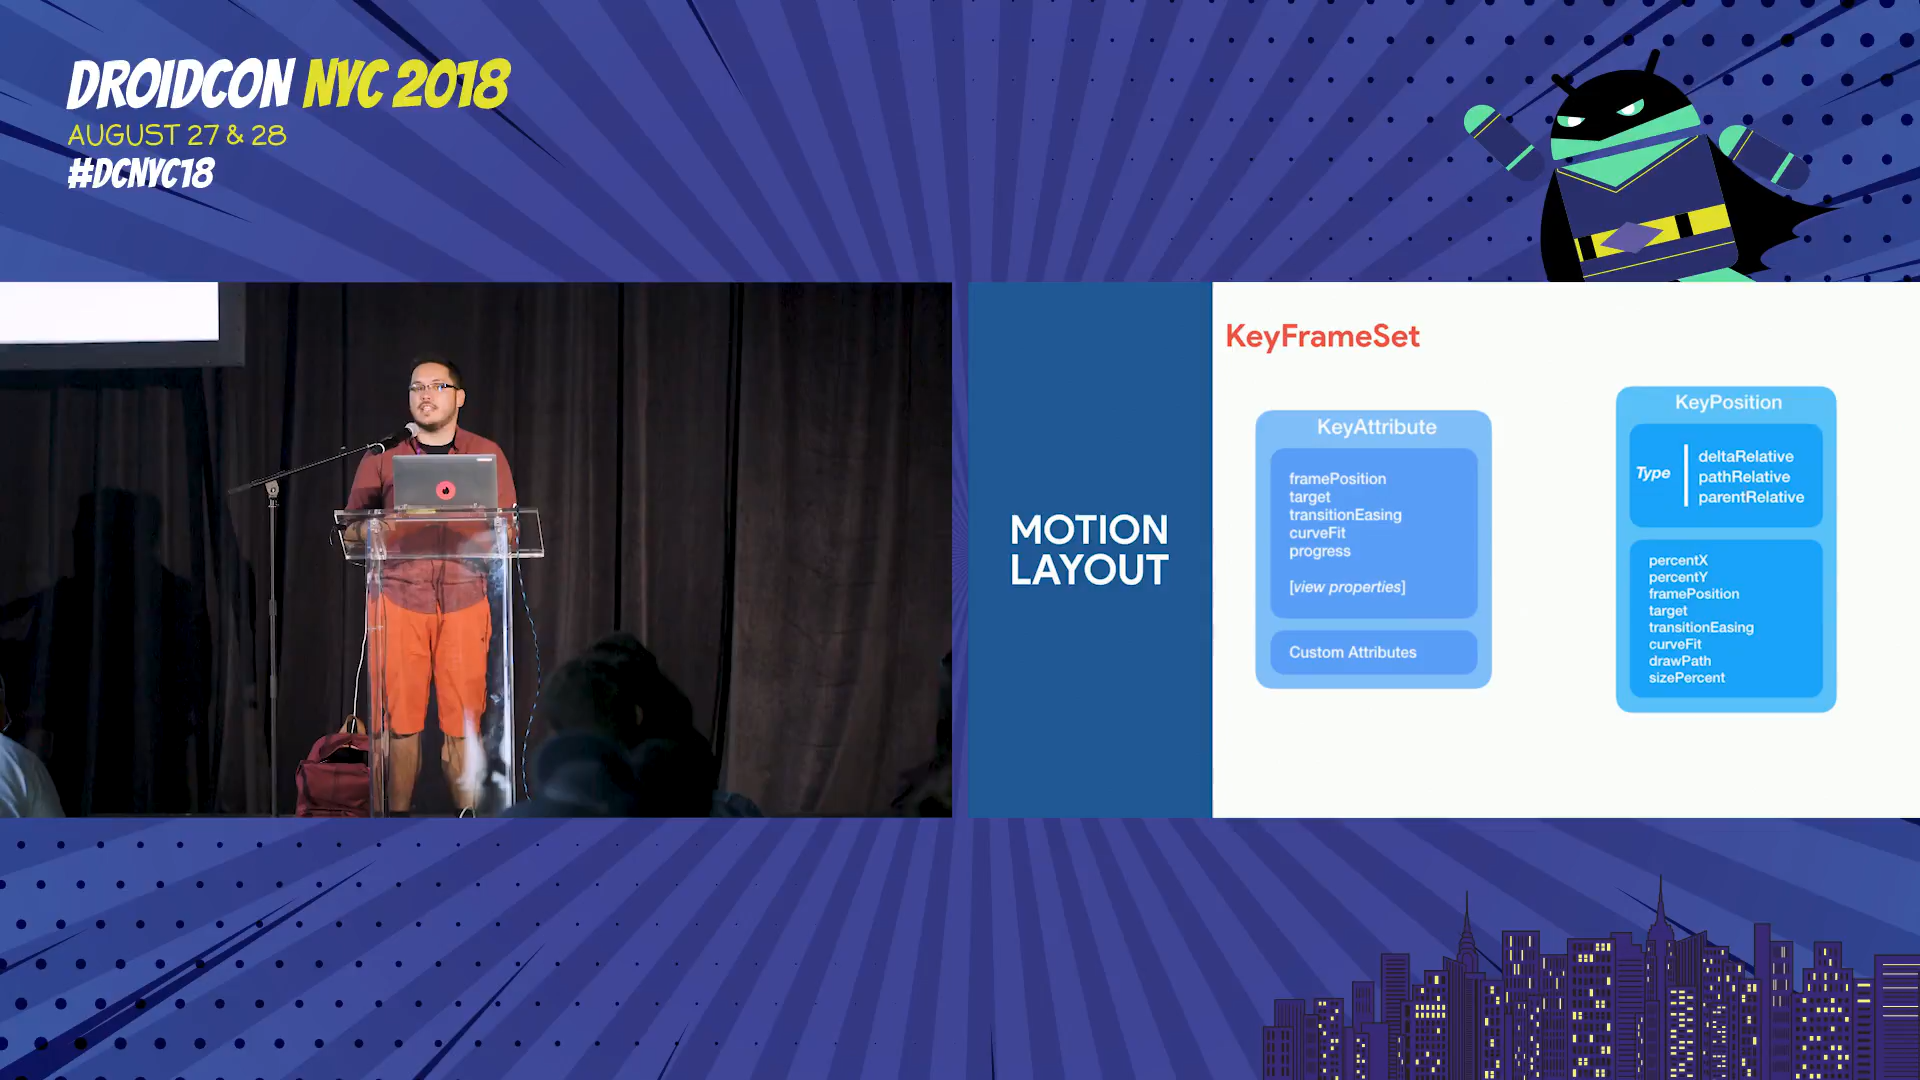 DROIDCON NYC 2018
AUGUST 27 & 28
#DCNYC18
MOTION
LAYOUT
KeyFrameSet
KeyAttribute
framePosition
target
transitionEasing
curveFit
progress
[view properties]
Custom Attributes
KeyPosition
Type
deltaRelative
pathRelative
parentRelative
percentX
percentY
framePosition
target
transitionEasing
curveFit
drawPath
sizePercent